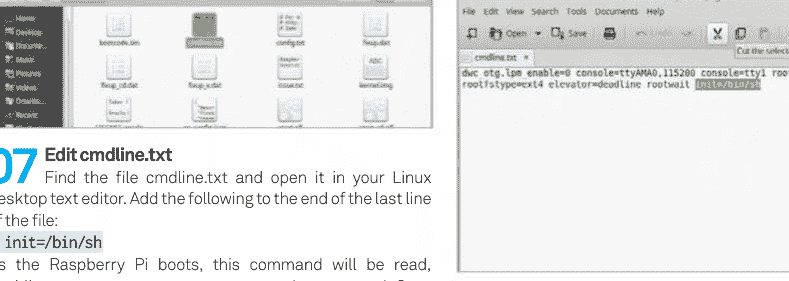 Home
Desktop
Music
Pictures
Videos
bootcode.bin
config.txt
fixup.dat
fixup_cd.dat
fixup_x.dat
issue.txt
kernel.img
File Edit View Search Tools Documents Help
Open
Save
Undo
Cut the select
cmdline.txt ×
dwc_otg.lpm_enable=0 console=ttyAMA0,115200 console=tty1 root
rootfstype=ext4 elevator=deadline rootwait init=/bin/sh
07 Edit cmdline.txt
Find the file cmdline.txt and open it in your Linux
esktop text editor. Add the following to the end of the last line
f the file:
init=/bin/sh
s the Raspberry Pi boots, this command will be read,